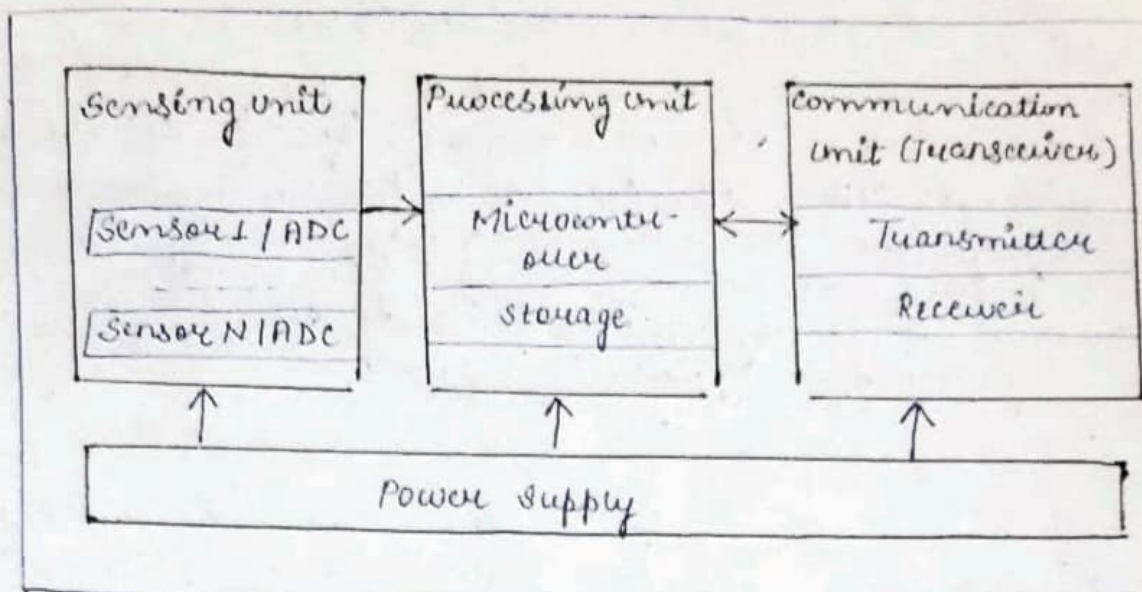 Sensing unit
Sensor 1 / ADC
Sensor N / ADC
Processing unit
Microcontr-
oller
Storage
Communication
unit (Transceiver)
Transmitter
Receiver
Power Supply